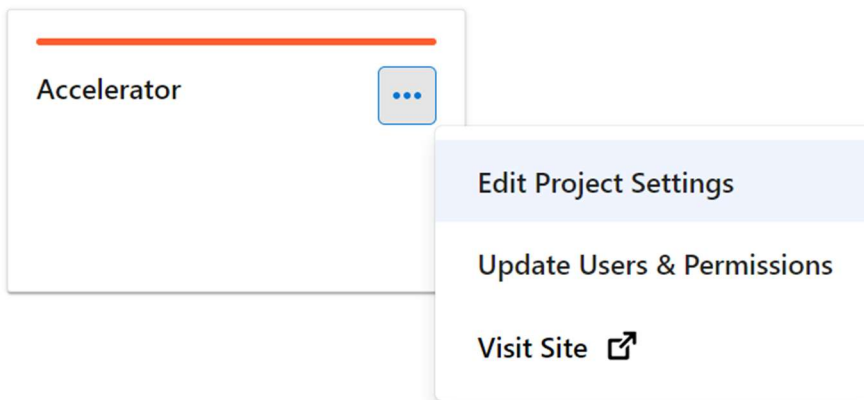 Accelerator
Edit Project Settings
Update Users & Permissions
Visit Site